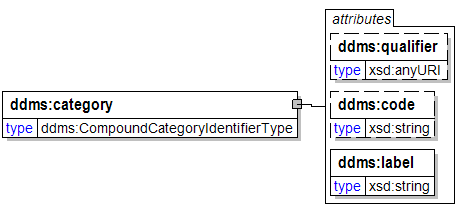 attributes
ddms:qualifier
type xsd:anyURI
ddms:category
type ddms:CompoundCategoryIdentifierType
ddms:code
type xsd:string
ddms:label
type xsd:string